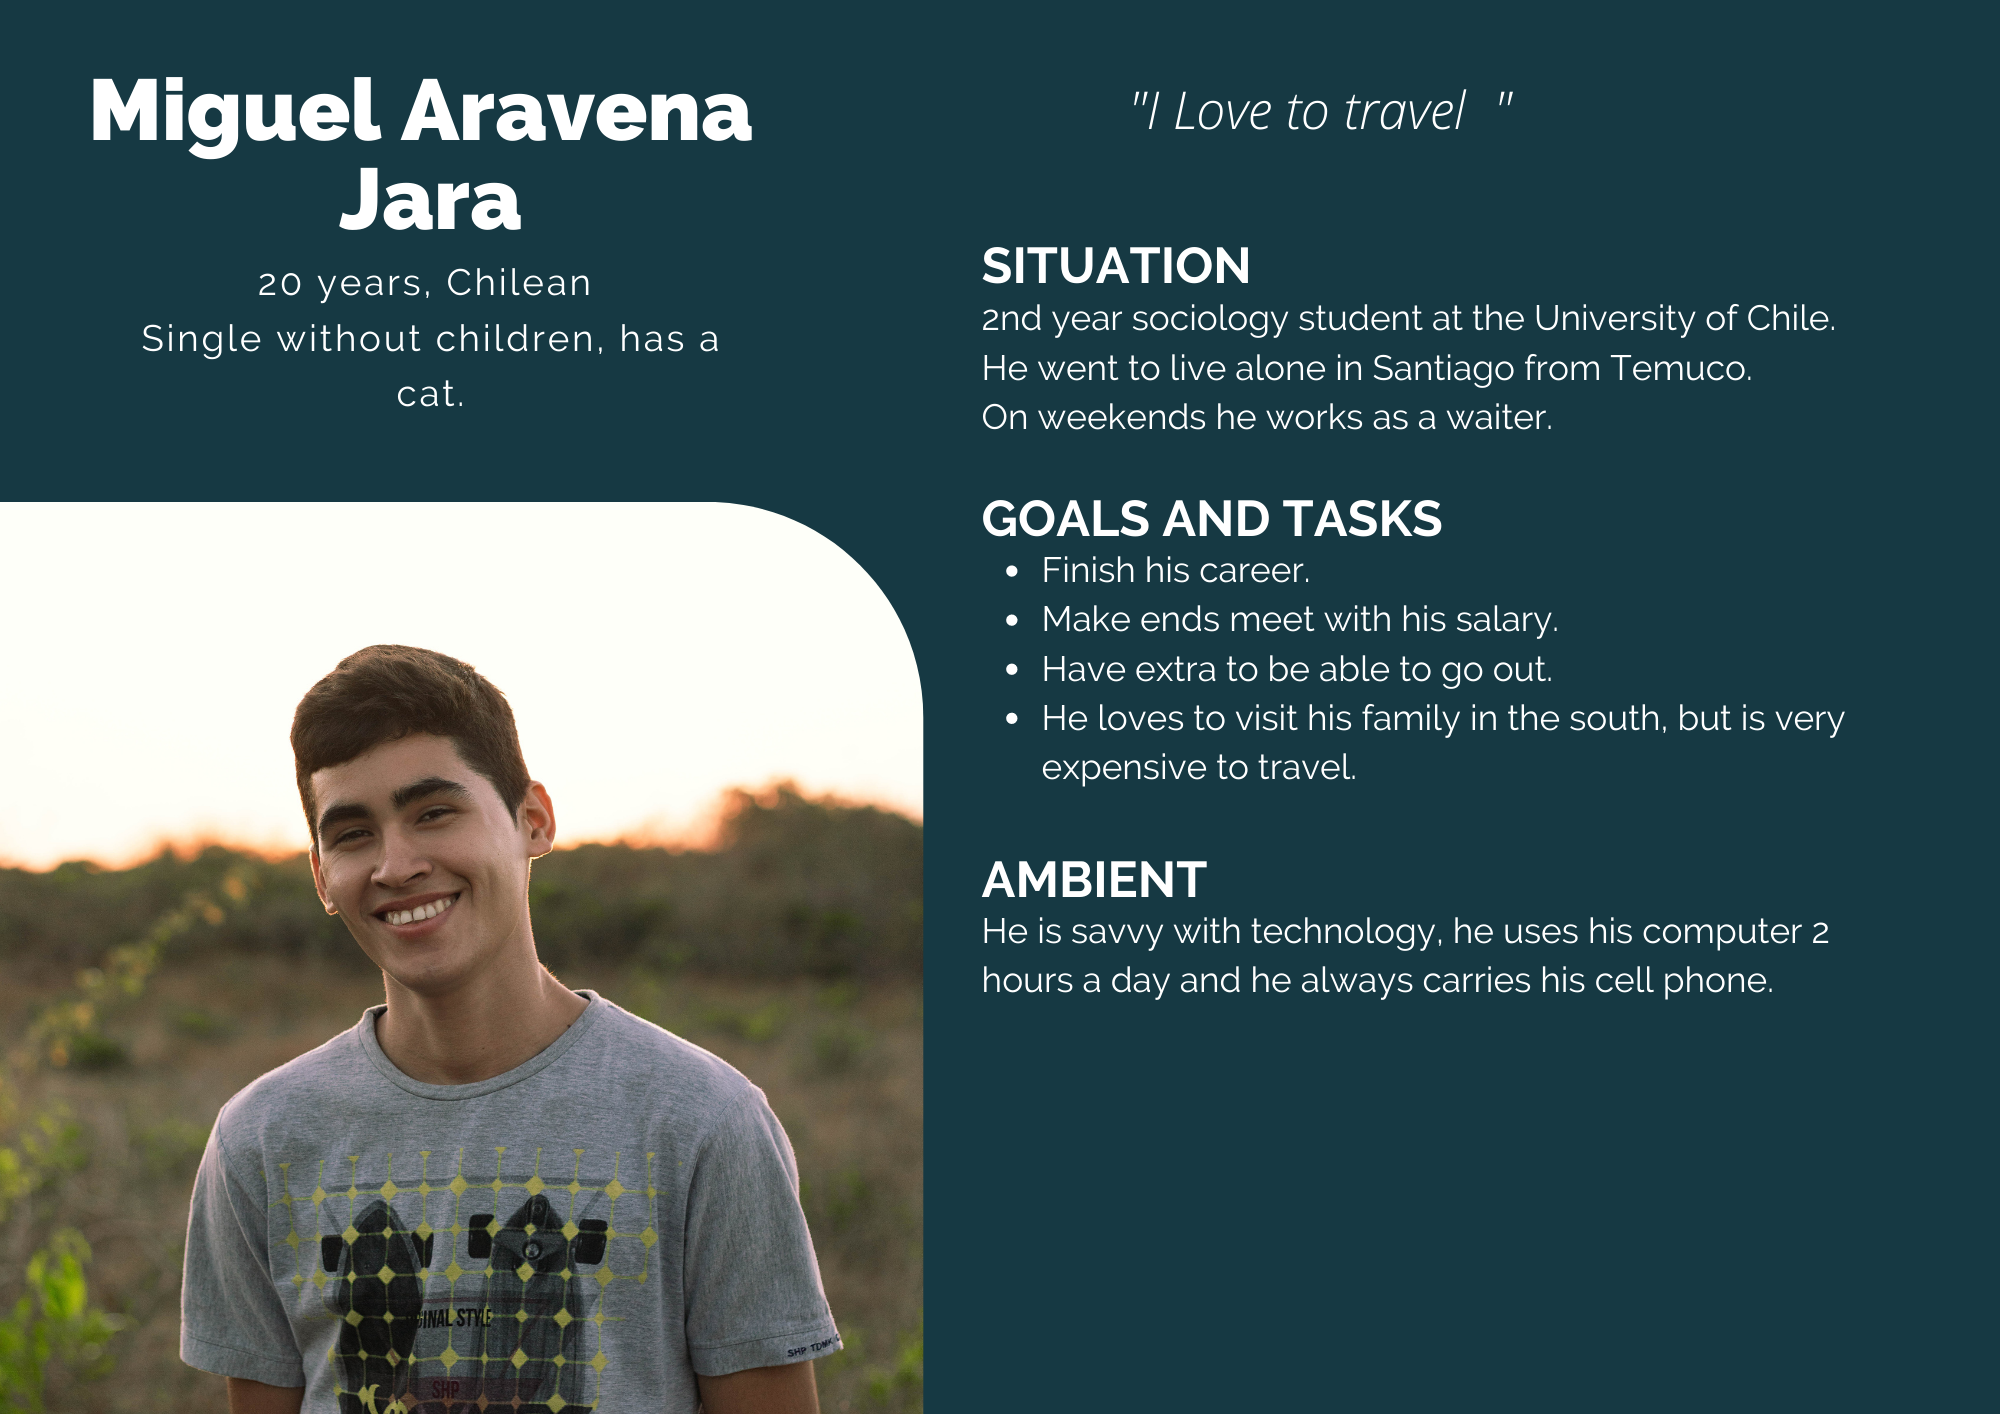 Miguel Aravena
Jara
20 years, Chilean
Single without children, has a
cat.
"I Love to travel  "
SITUATION
2nd year sociology student at the University of Chile.
He went to live alone in Santiago from Temuco.
On weekends he works as a waiter.
GOALS AND TASKS
• Finish his career.
• Make ends meet with his salary.
• Have extra to be able to go out.
• He loves to visit his family in the south, but is very
expensive to travel.
AMBIENT
He is savvy with technology, he uses his computer 2
hours a day and he always carries his cell phone.
STYLE
SHP
SHP